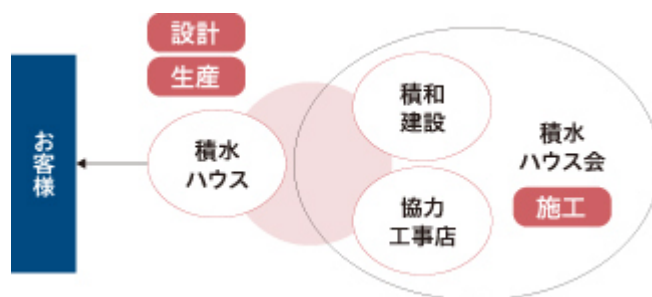 お客様
設計
生産
積水
ハウス
積和
建設
協力
工事店
積水
ハウス会
施工